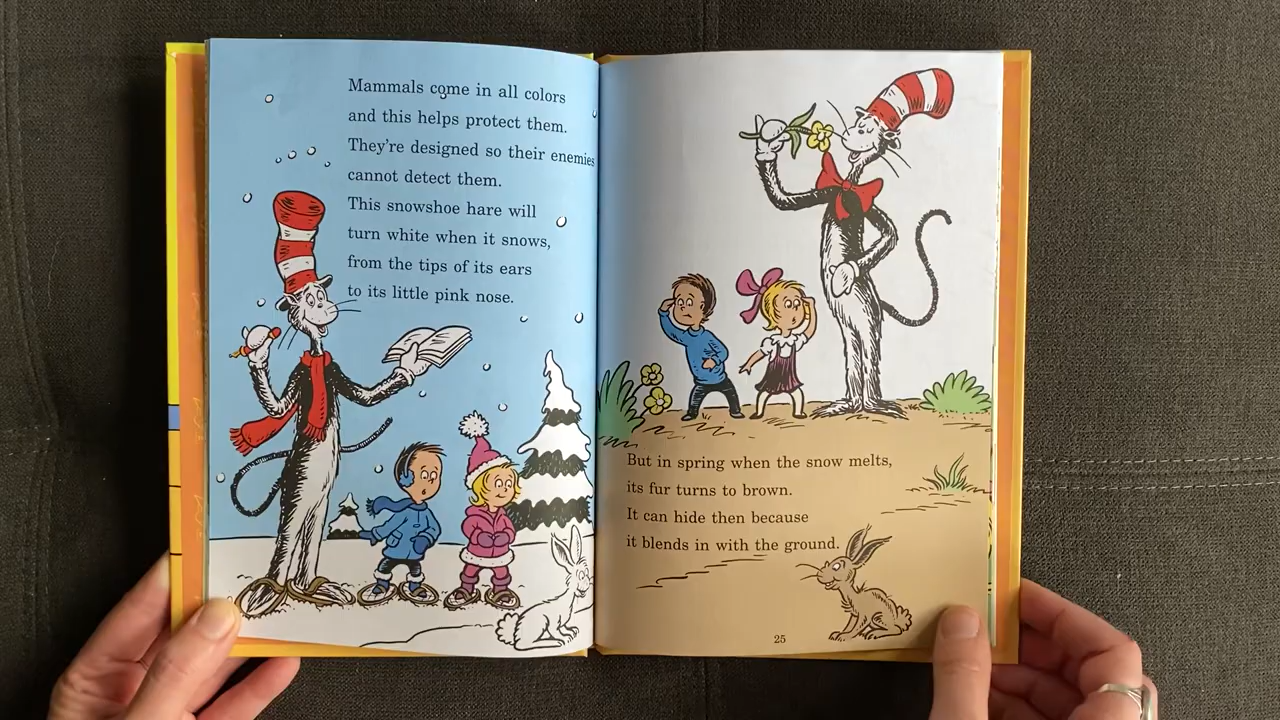 Mammals come in all colors
and this helps protect them.
They're designed so their enemies
cannot detect them.
This snowshoe hare will
turn white when it snows,
from the tips of its ears
to its little pink nose.
But in spring when the snow melts,
its fur turns to brown.
It can hide then because
it blends in with the ground.
25